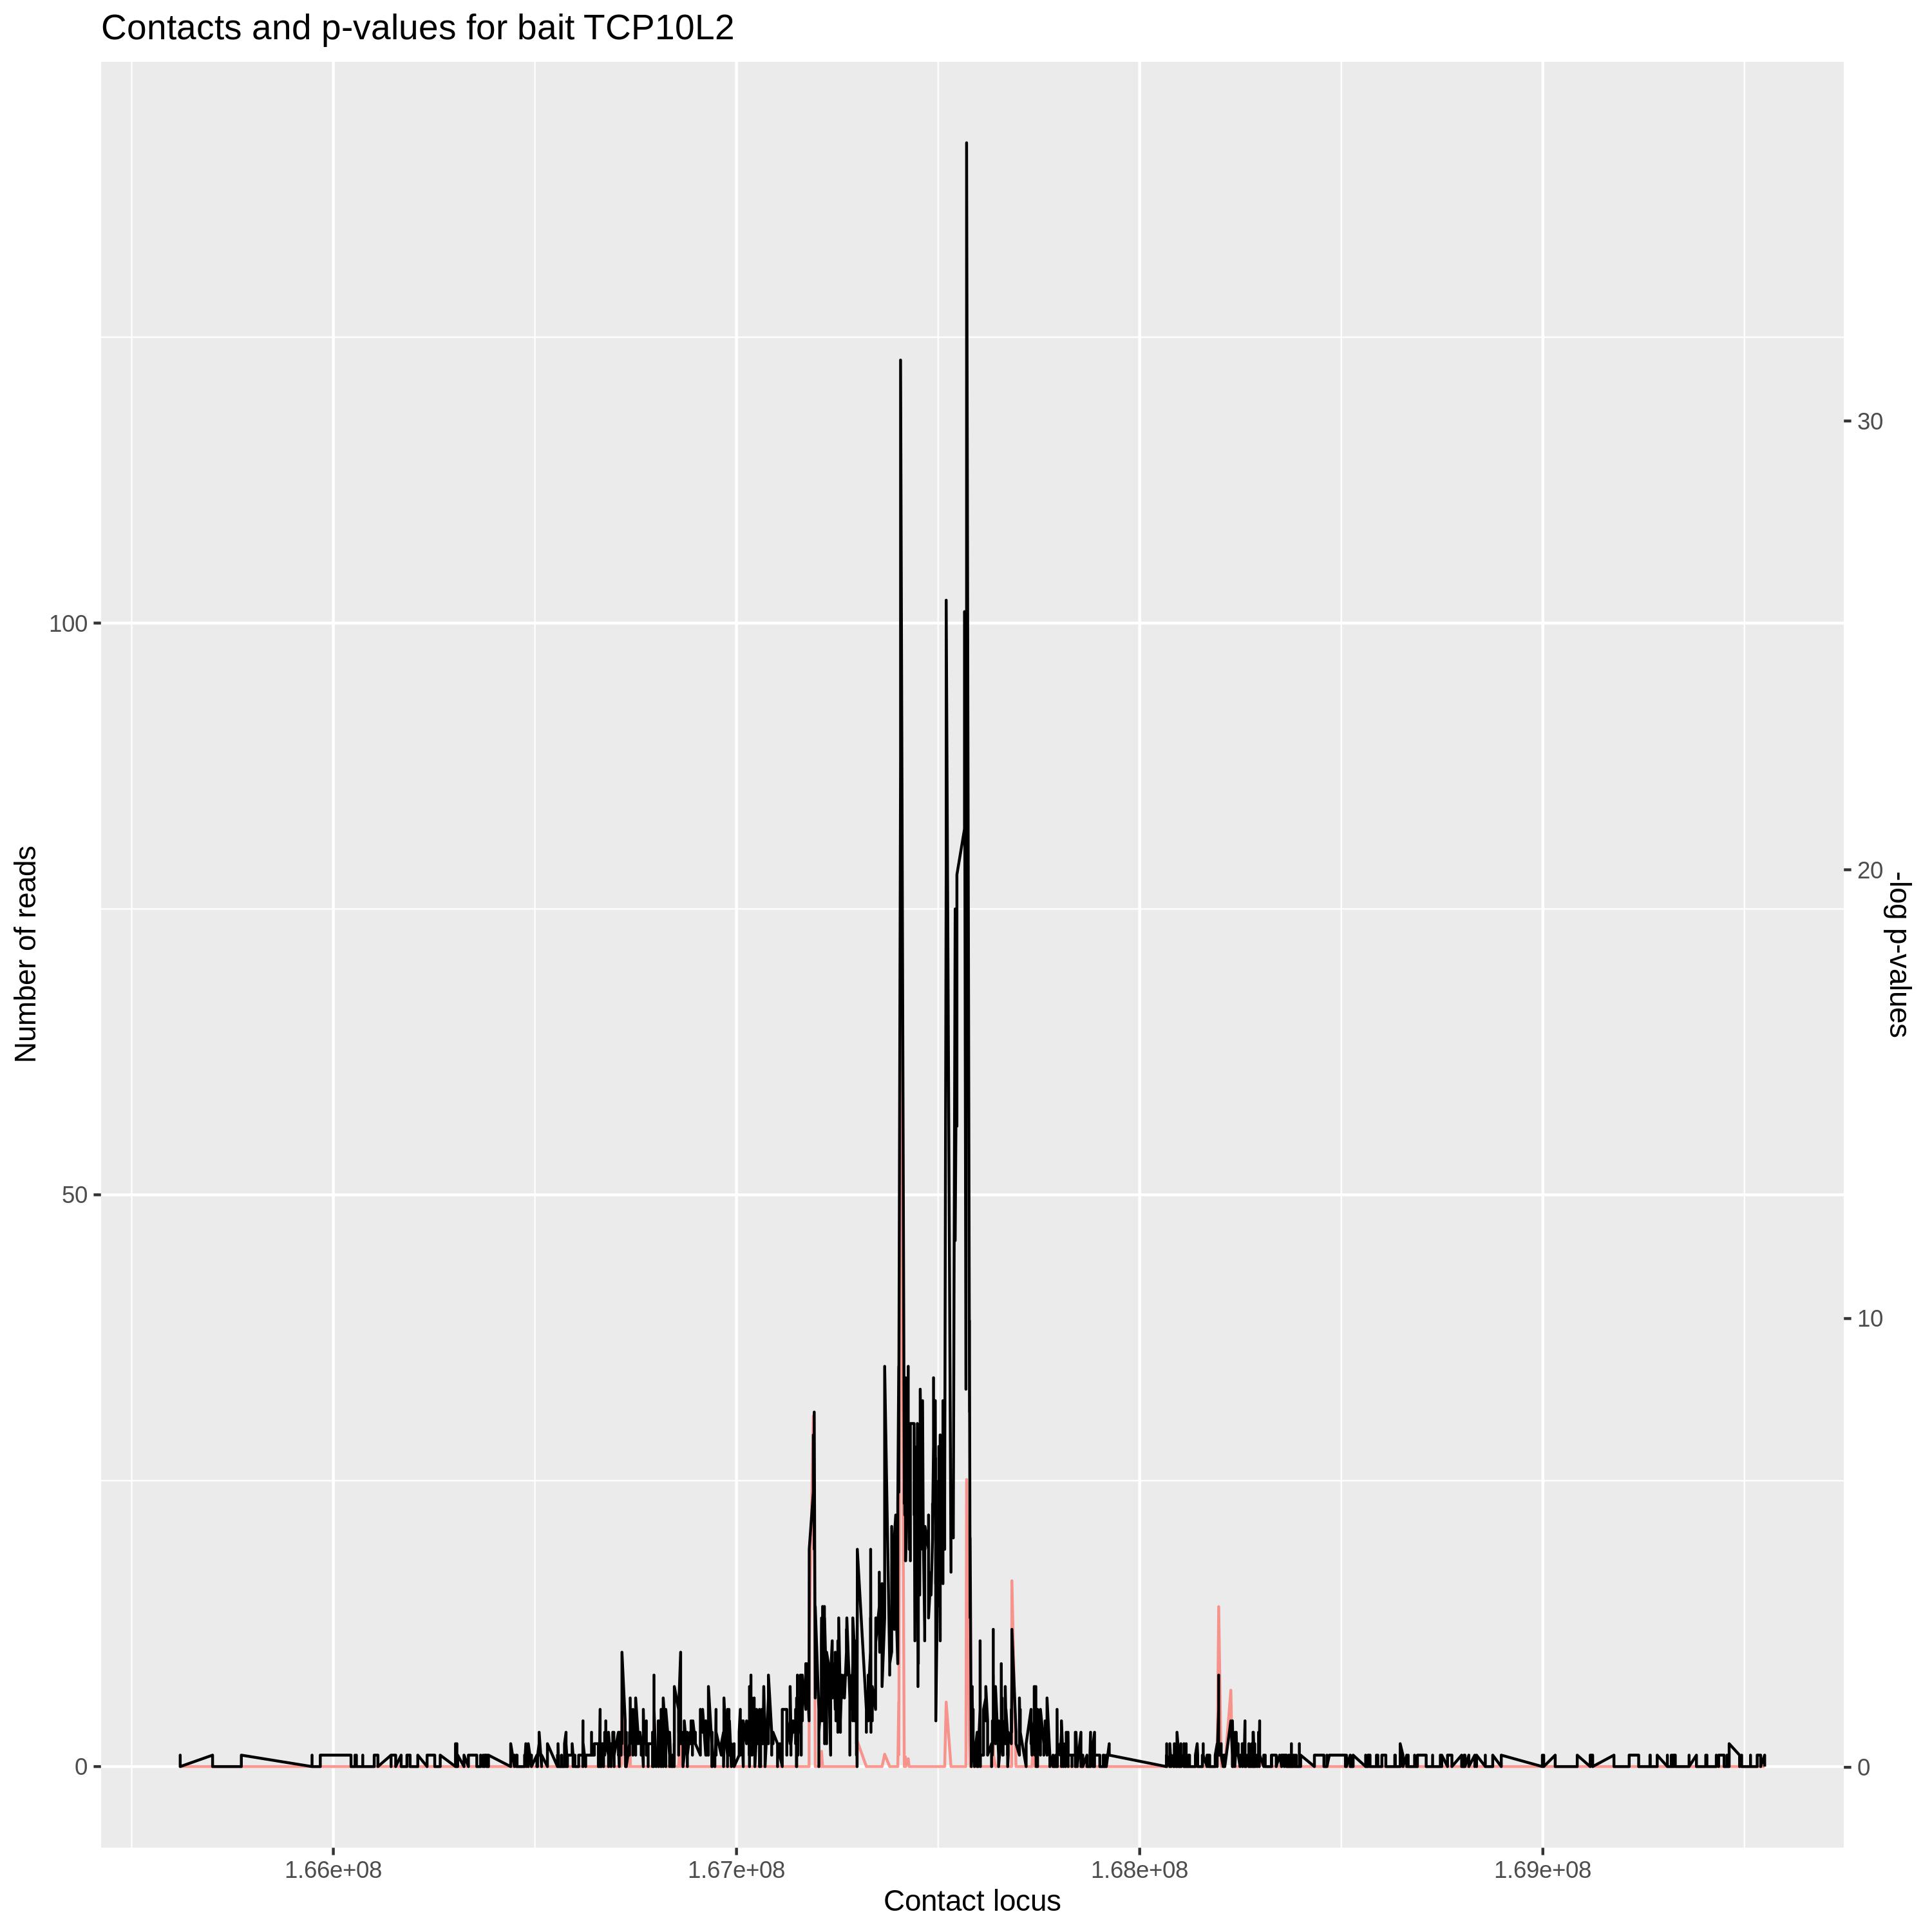 Contacts and p-values for bait TCP10L2
Number of reads
100
50
0
30
20
10
0
-log p-values
1.66e+08
1.67e+08
1.68e+08
1.69e+08
Contact locus